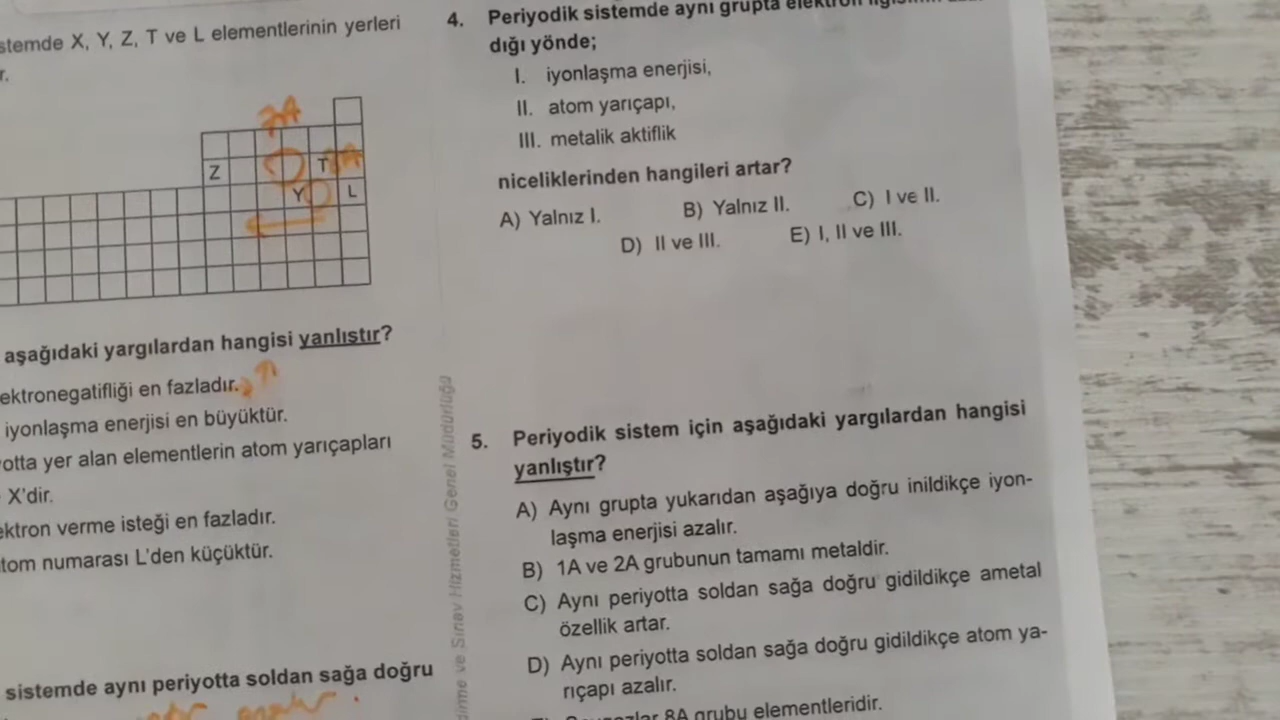 stemde X, Y, Z, T ve L elementlerinin yerleri
r.
Z
T
Y
L
aşağıdaki yargılardan hangisi yanlıştır?
ektronegatifliği en fazladır.
iyonlaşma enerjisi en büyüktür.
otta yer alan elementlerin atom yarıçapları
X'dir.
ektron verme isteği en fazladır.
tom numarası L'den küçüktür.
sistemde aynı periyotta soldan sağa doğru
4. Periyodik sistemde aynı grupta elektron
dığı yönde;
I. iyonlaşma enerjisi,
II. atom yarıçapı,
III. metalik aktiflik
niceliklerinden hangileri artar?
A) Yalnız I. B) Yalnız II. C) I ve II.
D) II ve III. E) I, II ve III.
5. Periyodik sistem için aşağıdaki yargılardan hangisi
yanlıştır?
A) Aynı grupta yukarıdan aşağıya doğru inildikçe iyon-
laşma enerjisi azalır.
B) 1A ve 2A grubunun tamamı metaldir.
C) Aynı periyotta soldan sağa doğru gidildikçe ametal
özellik artar.
D) Aynı periyotta soldan sağa doğru gidildikçe atom ya-
rıçapı azalır.
8A grubu elementleridir.
dirme ve Sınav Hizmetleri Genel Müdürlüğü